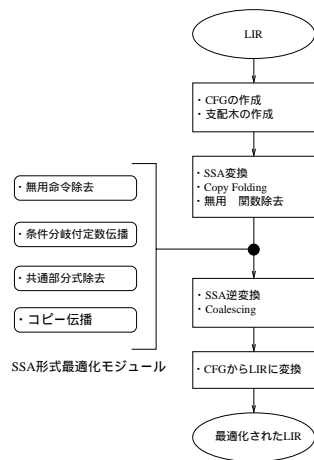 LIR
・CFGの作成
・支配木の作成
・SSA変換
・Copy Folding
・無用　関数除去
・無用命令除去
・条件分岐付定数伝播
・共通部分式除去
・コピー伝播
SSA形式最適化モジュール
・SSA逆変換
・Coalescing
・CFGからLIRに変換
最適化されたLIR